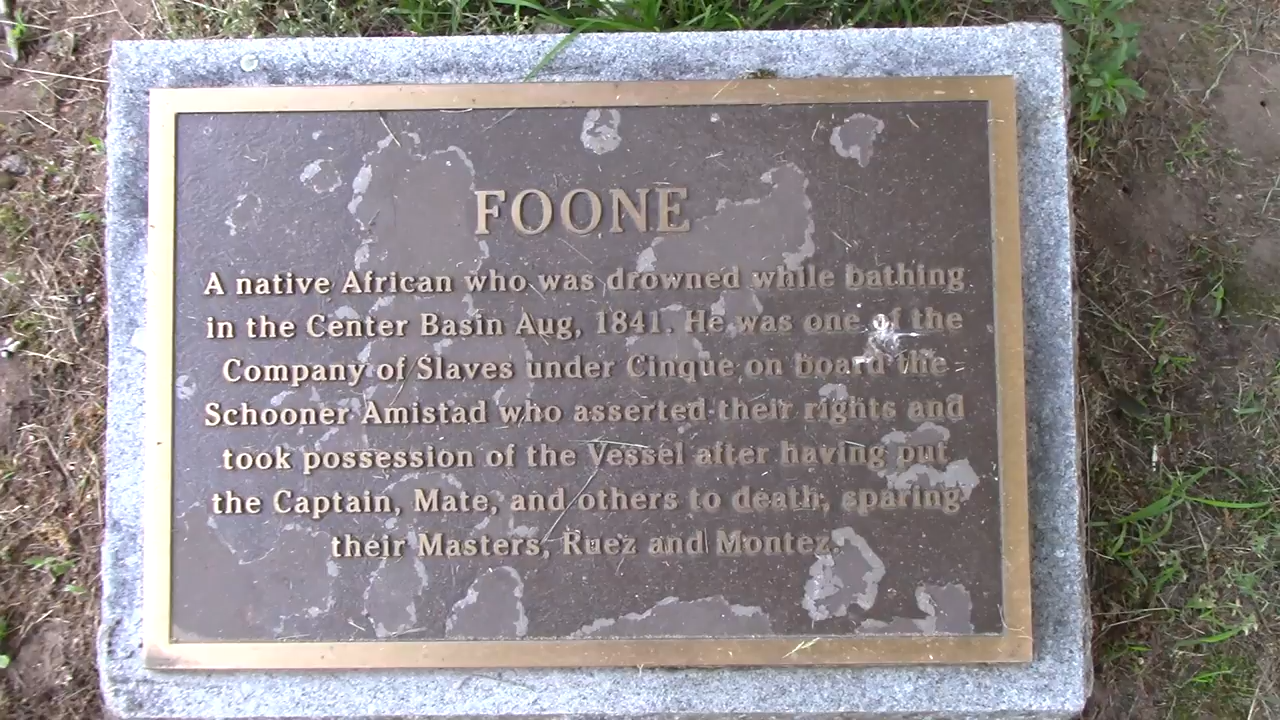 FOONE
A native African who was drowned while bathing
in the Center Basin Aug, 1841. He was one of the
Company of Slaves under Cinque on board the
Schooner Amistad who asserted their rights and
took possession of the Vessel after having put
the Captain, Mate, and others to death, sparing
their Masters, Ruez and Montez.